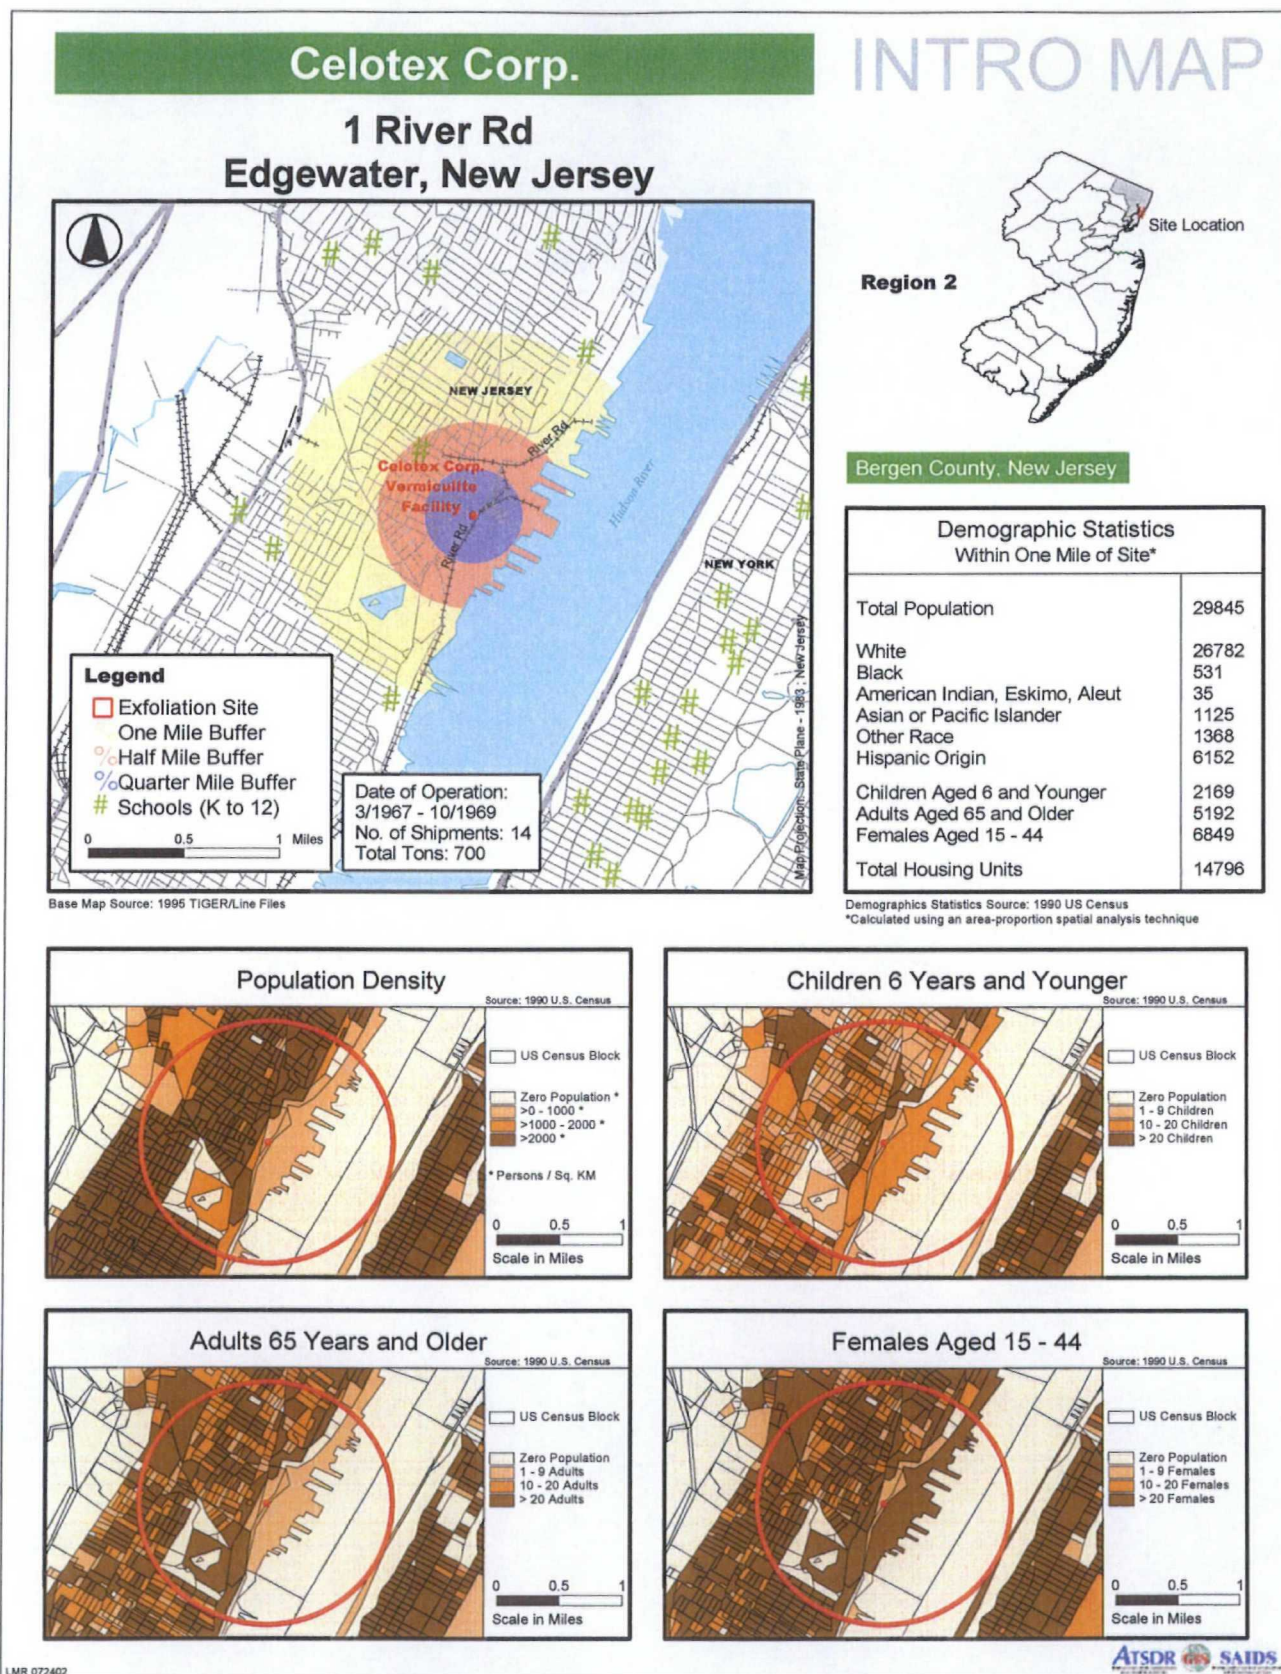 Celotex Corp.
INTRO MAP
1 River Rd
Edgewater, New Jersey
NEW JERSEY
River Rd
Celotex Corp.
Vermiculite
Facility
River Rd
Hudson River
NEW YORK
Map Projection: State Plane - 1983 ; New Jersey
Legend
Exfoliation Site
One Mile Buffer
% Half Mile Buffer
% Quarter Mile Buffer
# Schools (K to 12)
0 0.5 1 Miles
Date of Operation:
3/1967 - 10/1969
No. of Shipments: 14
Total Tons: 700
Base Map Source: 1995 TIGER/Line Files
Site Location
Region 2
Bergen County, New Jersey
Demographic Statistics
Within One Mile of Site*
Total Population 29845
White 26782
Black 531
American Indian, Eskimo, Aleut 35
Asian or Pacific Islander 1125
Other Race 1368
Hispanic Origin 6152
Children Aged 6 and Younger 2169
Adults Aged 65 and Older 5192
Females Aged 15 - 44 6849
Total Housing Units 14796
Demographics Statistics Source: 1990 US Census
*Calculated using an area-proportion spatial analysis technique
Population Density
Source: 1990 U.S. Census
US Census Block
Zero Population *
>0 - 1000 *
>1000 - 2000 *
>2000 *
* Persons / Sq. KM
0 0.5 1
Scale in Miles
Children 6 Years and Younger
Source: 1990 U.S. Census
US Census Block
Zero Population
1 - 9 Children
10 - 20 Children
> 20 Children
0 0.5 1
Scale in Miles
Adults 65 Years and Older
Source: 1990 U.S. Census
US Census Block
Zero Population
1 - 9 Adults
10 - 20 Adults
> 20 Adults
0 0.5 1
Scale in Miles
Females Aged 15 - 44
Source: 1990 U.S. Census
US Census Block
Zero Population
1 - 9 Females
10 - 20 Females
> 20 Females
0 0.5 1
Scale in Miles
LMR 072402
ATSDR GIS SAIDS